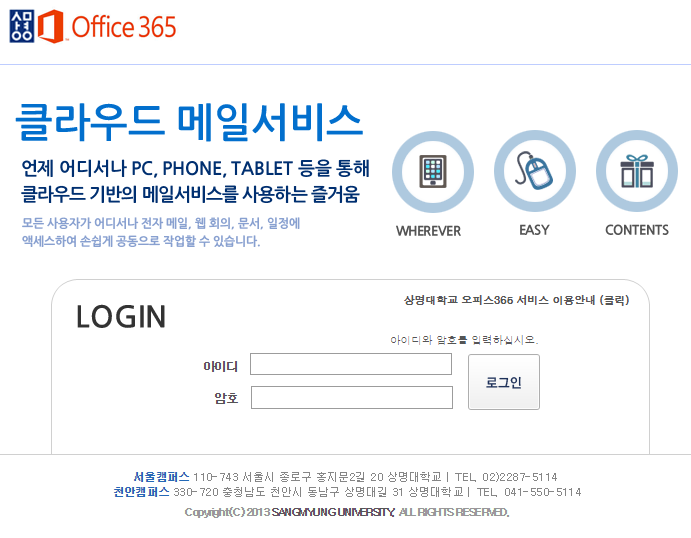 상명 Office 365
클라우드 메일서비스
언제 어디서나 PC, PHONE, TABLET 등을 통해
클라우드 기반의 메일서비스를 사용하는 즐거움
모든 사용자가 어디서나 전자 메일, 웹 회의, 문서, 일정에
액세스하여 손쉽게 공동으로 작업할 수 있습니다.
WHEREVER
EASY
CONTENTS
상명대학교 오피스365 서비스 이용안내 (클릭)
LOGIN
아이디와 암호를 입력하십시오.
아이디
암호
로그인
서울캠퍼스 110-743 서울시 종로구 홍지문2길 20 상명대학교 | TEL, 02)2287-5114
천안캠퍼스 330-720 충청남도 천안시 동남구 상명대길 31 상명대학교 | TEL, 041-550-5114
Copyright(C) 2013 SANGMYUNG UNIVERSITY, ALL RIGHTS RESERVED,